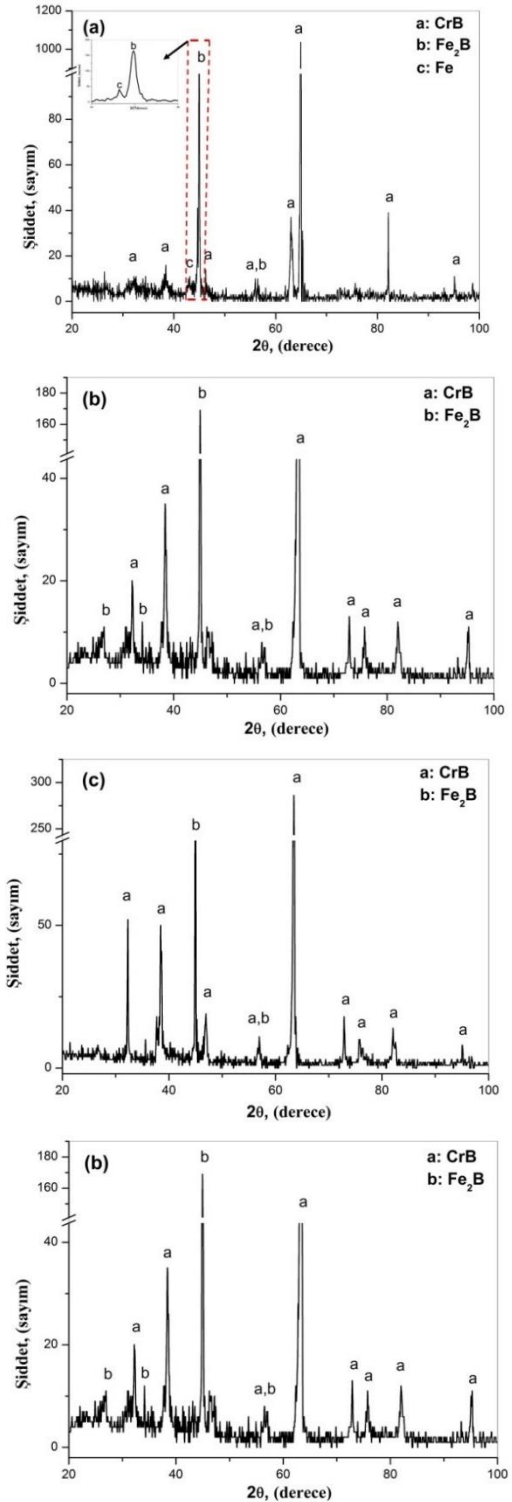 (a)
a: CrB
b: Fe₂B
c: Fe
b
c
b
a
a
a
c
a
a,b
a
a
a
1200
1000
80
60
40
20
0
20 40 60 80 100
Şiddet, (sayım)
2θ, (derece)
(b)
a: CrB
b: Fe₂B
b
a
a
a
b
b
a,b
a
a
a
a
180
160
40
20
0
20 40 60 80 100
Şiddet, (sayım)
2θ, (derece)
(c)
a: CrB
b: Fe₂B
a
b
a
a
a
a,b
a
a
a
a
300
250
50
0
20 40 60 80 100
Şiddet, (sayım)
2θ, (derece)
(b)
a: CrB
b: Fe₂B
b
a
a
a
b
b
a,b
a
a
a
a
180
160
40
20
0
20 40 60 80 100
Şiddet, (sayım)
2θ, (derece)